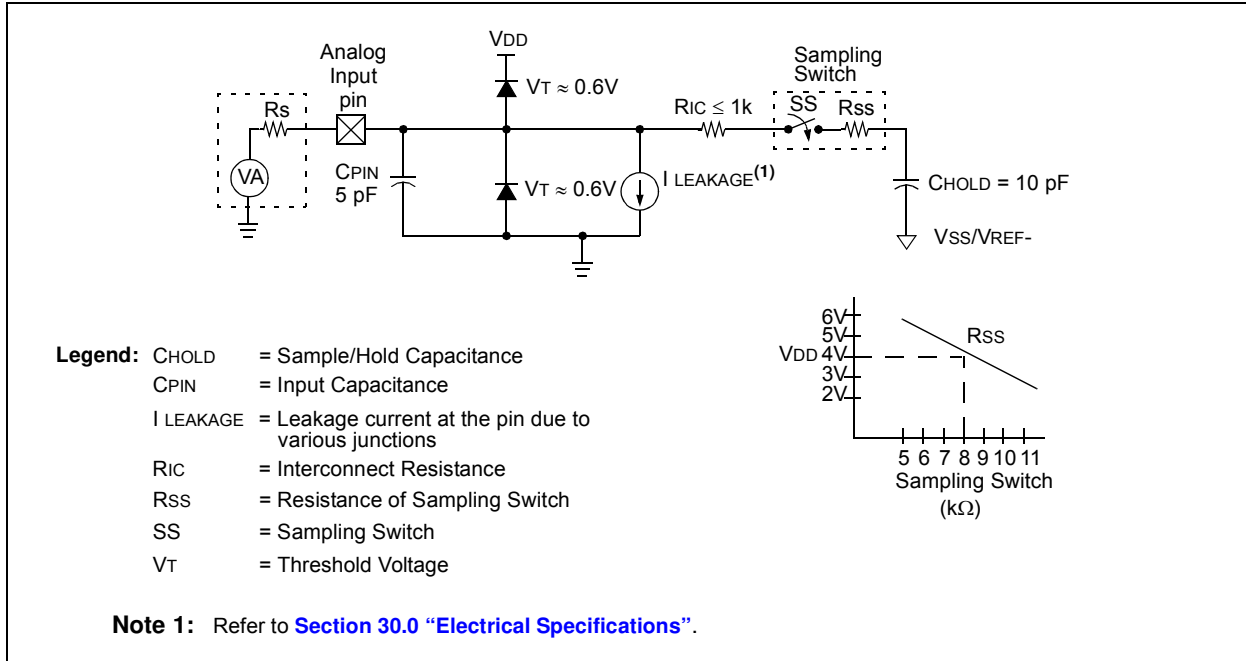 VDD
Analog
Input
pin
Sampling
Switch
VT ≈ 0.6V
Rs
RIC ≤ 1k
SS
Rss
VA
CPIN
5 pF
VT ≈ 0.6V
I LEAKAGE(1)
CHOLD = 10 pF
VSS/VREF-
6V
5V
VDD 4V
3V
2V
RSS
5 6 7 8 9 10 11
Sampling Switch
(kΩ)
Legend: CHOLD = Sample/Hold Capacitance
CPIN = Input Capacitance
I LEAKAGE = Leakage current at the pin due to
various junctions
RIC = Interconnect Resistance
RSS = Resistance of Sampling Switch
SS = Sampling Switch
VT = Threshold Voltage
Note 1: Refer to Section 30.0 “Electrical Specifications”.